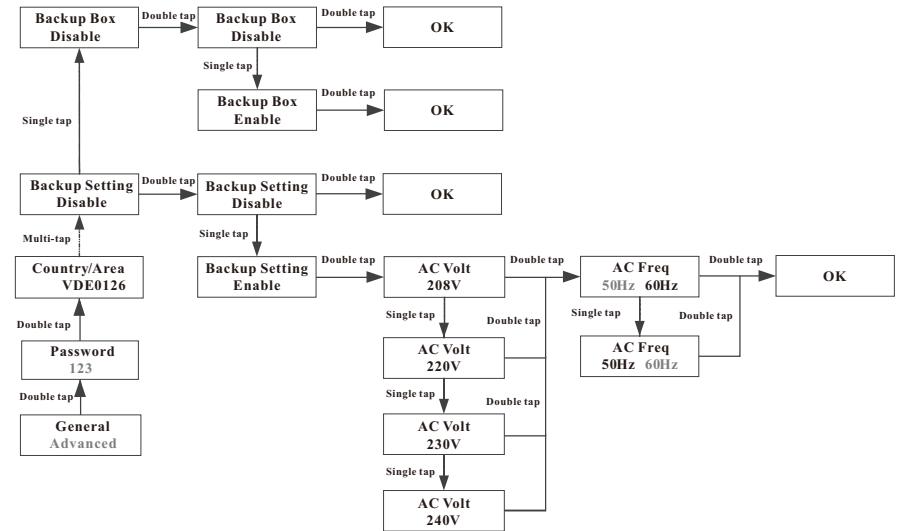 Backup Box
Disable
Double tap
Backup Box
Disable
Double tap
OK
Single tap
Backup Box
Enable
Double tap
OK
Single tap
Backup Setting
Disable
Double tap
Backup Setting
Disable
Double tap
OK
Multi-tap
Single tap
Country/Area
VDE0126
Backup Setting
Enable
Double tap
AC Volt
208V
Double tap
AC Freq
50Hz 60Hz
Double tap
OK
Single tap
Double tap
Single tap
Double tap
Double tap
Password
123
AC Volt
220V
AC Freq
50Hz 60Hz
Double tap
Single tap
Double tap
General
Advanced
AC Volt
230V
Single tap
AC Volt
240V